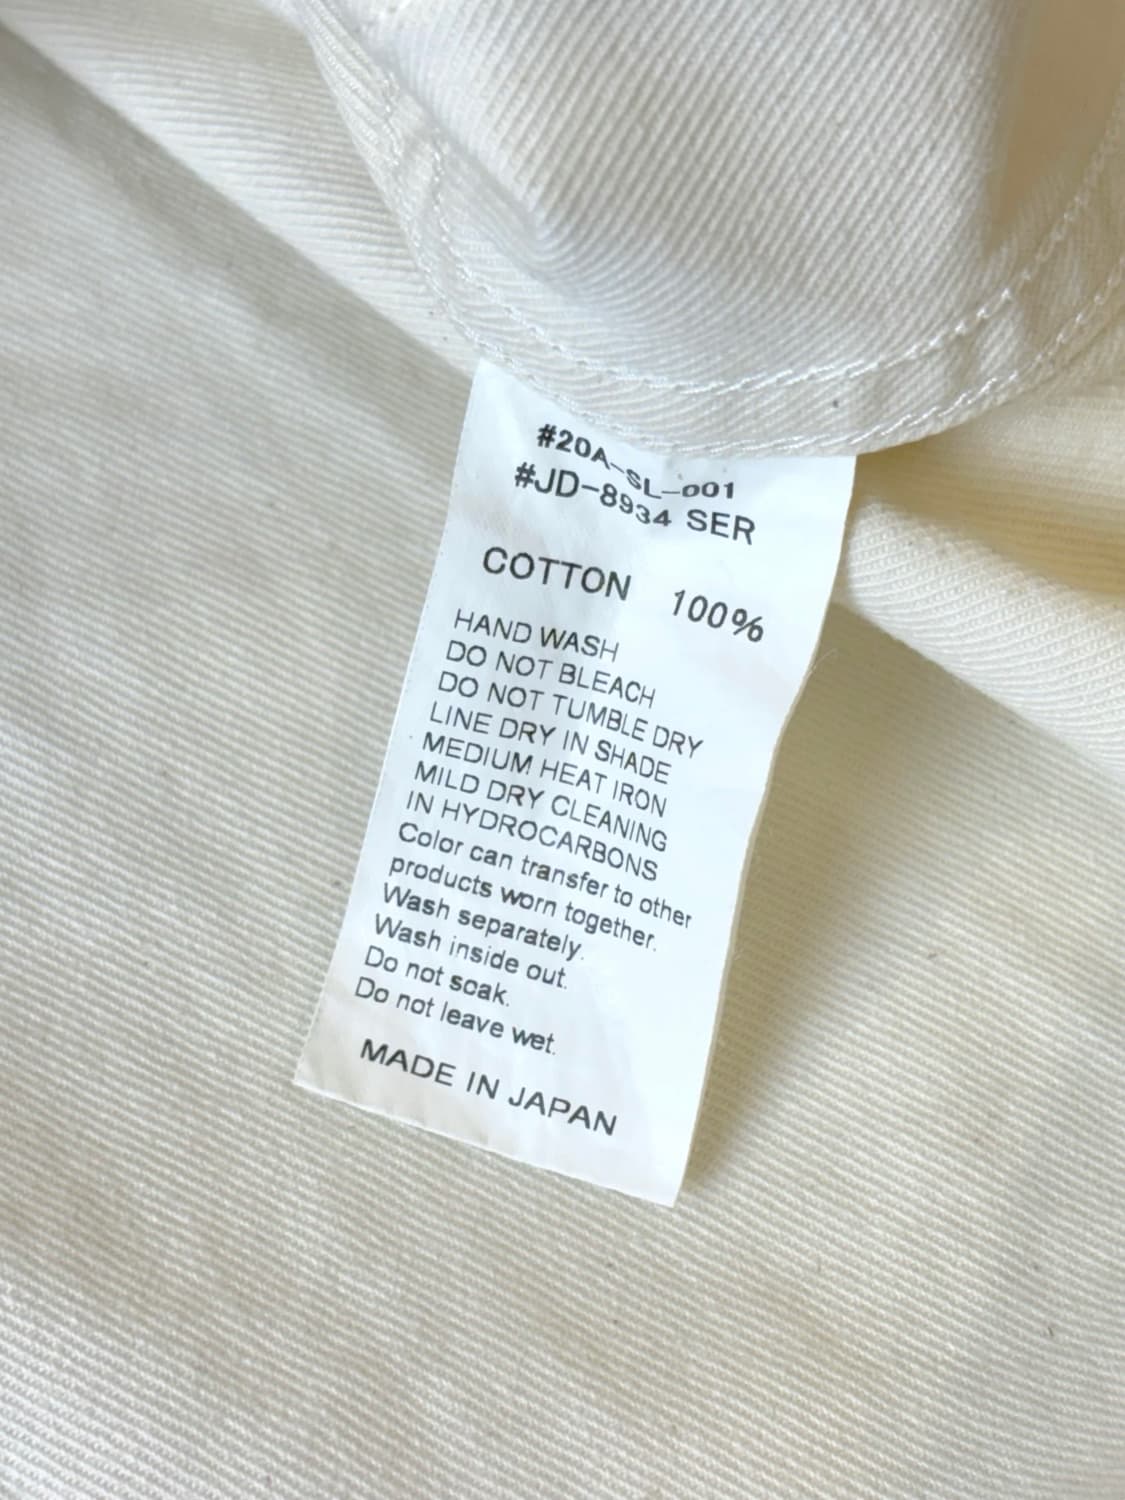 #20A-SL-001
#JD-8934 SER
COTTON 100%
HAND WASH
DO NOT BLEACH
DO NOT TUMBLE DRY
LINE DRY IN SHADE
MEDIUM HEAT IRON
MILD DRY CLEANING
IN HYDROCARBONS
Color can transfer to other
products worn together.
Wash separately.
Wash inside out.
Do not soak.
Do not leave wet.
MADE IN JAPAN